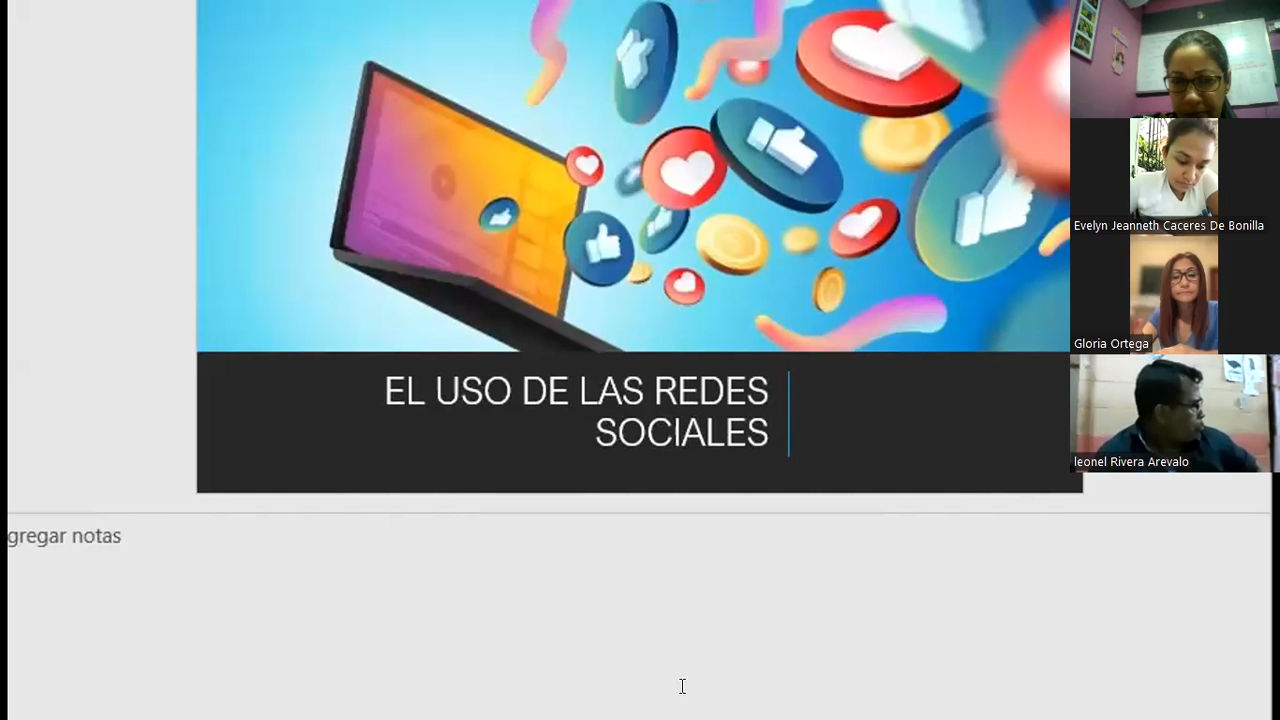 EL USO DE LAS REDES
SOCIALES
gregar notas
Evelyn Jeanneth Caceres De Bonilla
Gloria Ortega
leonel Rivera Arevalo